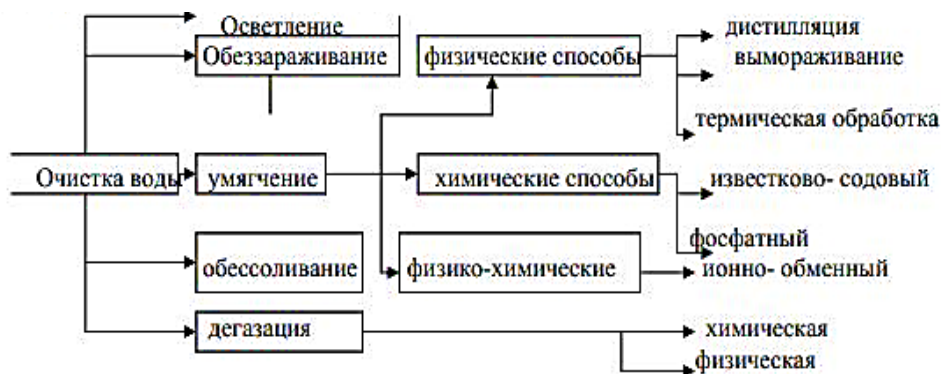 Осветление
Обеззараживание
физические способы
дистилляция
вымораживание
термическая обработка
Очистка воды
умягчение
химические способы
известково- содовый
фосфатный
обессоливание
физико-химические
ионно- обменный
дегазация
химическая
физическая